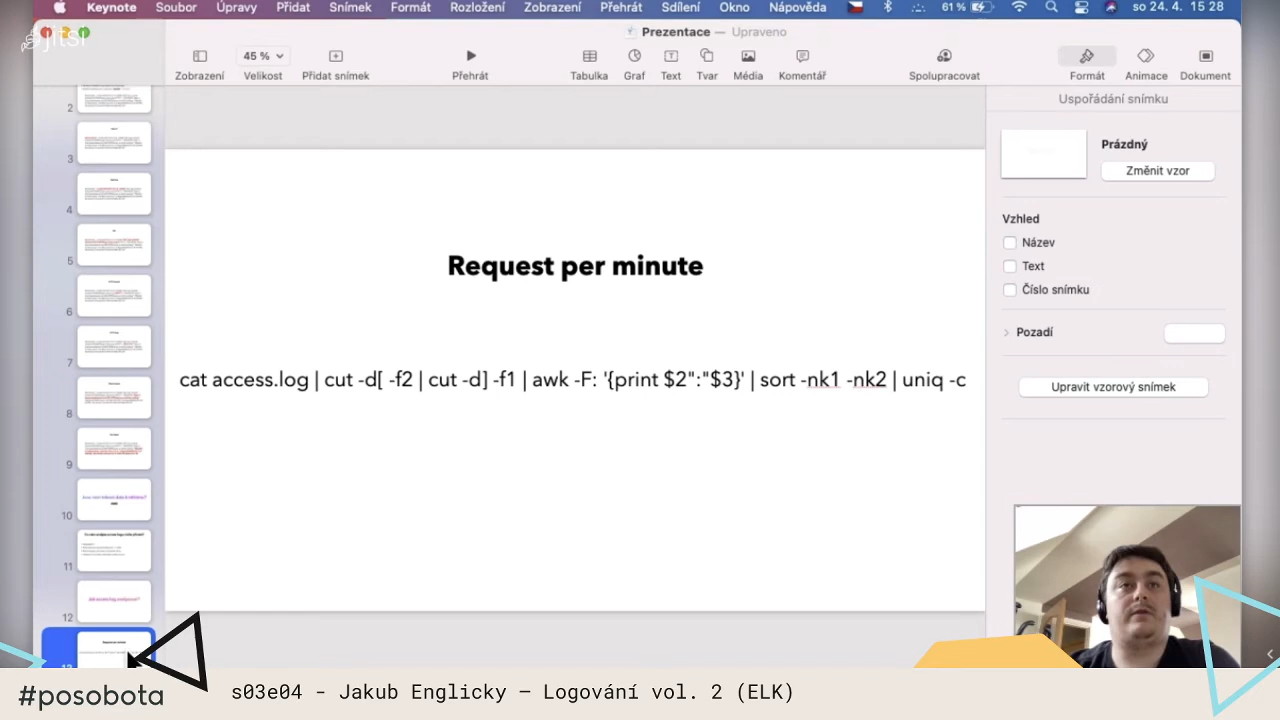 Keynote Soubor Úpravy Přidat Snímek Formát Rozložení Zobrazení Přehrát Sdílení Okno Nápověda 61 % so 24. 4. 15 28
jitsi
Prezentace — Upraveno
45 %
Zobrazení Velikost Přidat snímek Přehrát Tabulka Graf Text Tvar Média Komentář Spolupracovat Formát Animace Dokument
Uspořádání snímku
Prázdný
Změnit vzor
Vzhled
Název
Text
Číslo snímku
Pozadí
Upravit vzorový snímek
2
3
4
5
6
7
8
9
10
11
12
13
Request per minute
cat access.log | cut -d[ -f2 | cut -d] -f1 | awk -F: '{print $2":"$3}' | sort -nk1 -nk2 | uniq -c
#posobota
s03e04 - Jakub Englicky — Logování vol. 2 (ELK)